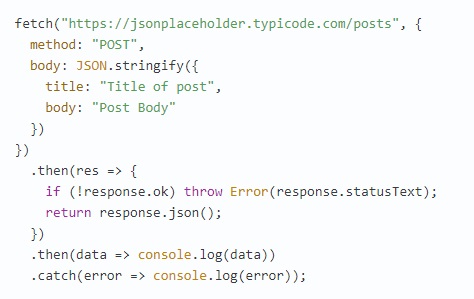 fetch("https://jsonplaceholder.typicode.com/posts", {
  method: "POST",
  body: JSON.stringify({
    title: "Title of post",
    body: "Post Body"
  })
})
  .then(res => {
    if (!response.ok) throw Error(response.statusText);
    return response.json();
  })
  .then(data => console.log(data))
  .catch(error => console.log(error));